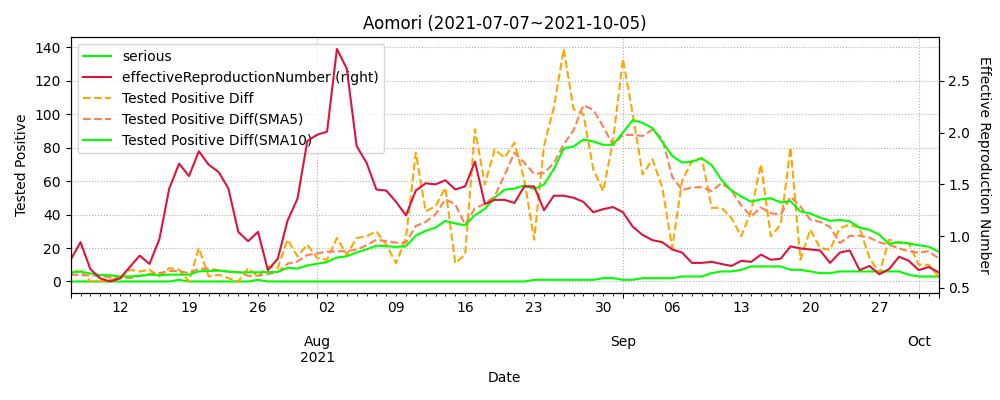 Aomori (2021-07-07~2021-10-05)
serious
effectiveReproductionNumber (right)
Tested Positive Diff
Tested Positive Diff(SMA5)
Tested Positive Diff(SMA10)
Tested Positive
140
120
100
80
60
40
20
0
Effective Reproduction Number
2.5
2.0
1.5
1.0
0.5
12 19 26 02 09 16 23 30 06 13 20 27
Aug Sep Oct
2021
Date